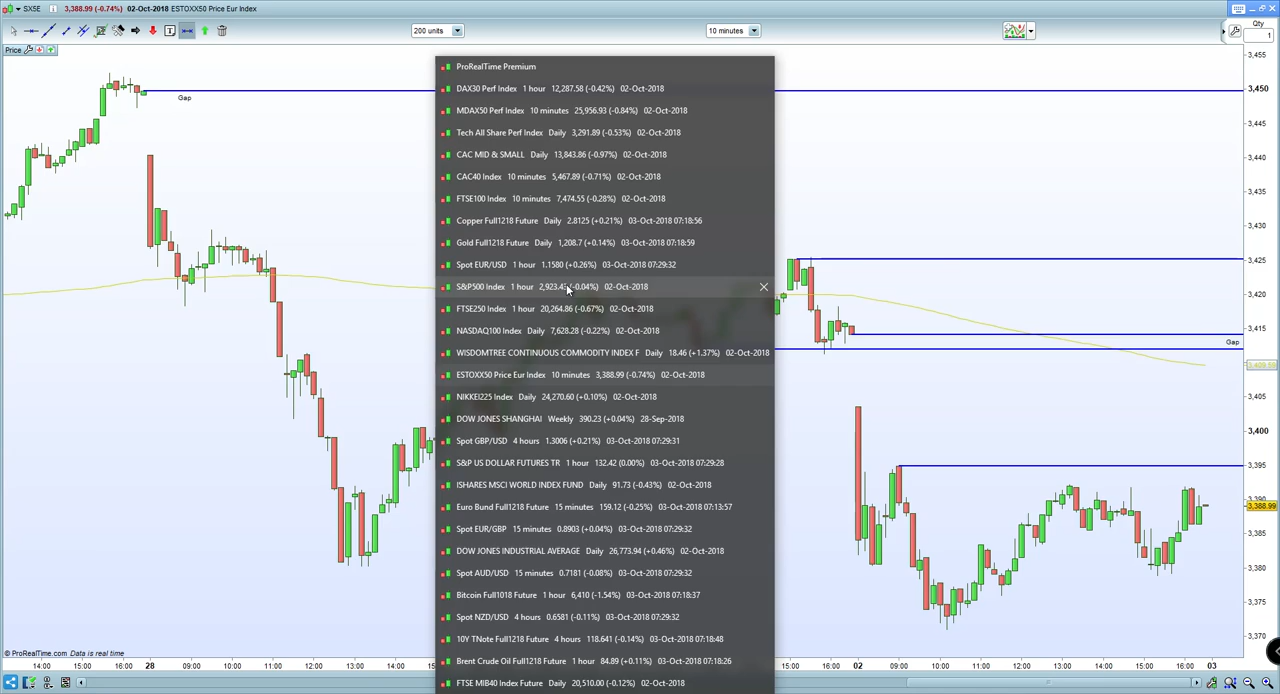 SX5E 3,388.99 (-0.74%) 02-Oct-2018 ESTOXX50 Price Eur Index
200 units
10 minutes
Qty
1
Price
ProRealTime Premium
DAX30 Perf Index 1 hour 12,287.58 (-0.42%) 02-Oct-2018
MDAX50 Perf Index 10 minutes 25,956.93 (-0.84%) 02-Oct-2018
Tech All Share Perf Index Daily 3,291.89 (-0.53%) 02-Oct-2018
CAC MID & SMALL Daily 13,843.86 (-0.97%) 02-Oct-2018
CAC40 Index 10 minutes 5,467.89 (-0.71%) 02-Oct-2018
FTSE100 Index 10 minutes 7,474.55 (-0.28%) 02-Oct-2018
Copper Full1218 Future Daily 2.8125 (+0.21%) 03-Oct-2018 07:18:56
Gold Full1218 Future Daily 1,208.7 (+0.14%) 03-Oct-2018 07:18:59
Spot EUR/USD 1 hour 1.1580 (+0.26%) 03-Oct-2018 07:29:32
S&P500 Index 1 hour 2,923.43 (-0.04%) 02-Oct-2018
FTSE250 Index 1 hour 20,264.86 (-0.67%) 02-Oct-2018
NASDAQ100 Index Daily 7,628.28 (-0.22%) 02-Oct-2018
WISDOMTREE CONTINUOUS COMMODITY INDEX F Daily 18.46 (+1.37%) 02-Oct-2018
ESTOXX50 Price Eur Index 10 minutes 3,388.99 (-0.74%) 02-Oct-2018
NIKKEI225 Index Daily 24,270.60 (+0.10%) 02-Oct-2018
DOW JONES SHANGHAI Weekly 390.23 (+0.04%) 28-Sep-2018
Spot GBP/USD 4 hours 1.3006 (+0.21%) 03-Oct-2018 07:29:31
S&P US DOLLAR FUTURES TR 1 hour 132.42 (0.00%) 03-Oct-2018 07:29:28
ISHARES MSCI WORLD INDEX FUND Daily 91.73 (-0.43%) 02-Oct-2018
Euro Bund Full1218 Future 15 minutes 159.12 (-0.25%) 03-Oct-2018 07:13:57
Spot EUR/GBP 15 minutes 0.8903 (+0.04%) 03-Oct-2018 07:29:32
DOW JONES INDUSTRIAL AVERAGE Daily 26,773.94 (+0.46%) 02-Oct-2018
Spot AUD/USD 15 minutes 0.7181 (-0.08%) 03-Oct-2018 07:29:32
Bitcoin Full1018 Future 1 hour 6,410 (-1.54%) 03-Oct-2018 07:18:37
Spot NZD/USD 4 hours 0.6581 (-0.11%) 03-Oct-2018 07:29:32
10Y TNote Full1218 Future 4 hours 118.641 (-0.14%) 03-Oct-2018 07:18:48
Brent Crude Oil Full1218 Future 1 hour 84.89 (+0.11%) 03-Oct-2018 07:18:26
FTSE MIB40 Index Future Daily 20,510.00 (-0.12%) 02-Oct-2018
Gap
Gap
3,455
3,450
3,445
3,440
3,435
3,430
3,425
3,420
3,415
3,405
3,400
3,395
3,390
3,388.99
3,385
3,380
3,375
3,370
© ProRealTime.com Data is real time
14:00 15:00 16:00 28 09:00 10:00 11:00 12:00 13:00 14:00 15:00 16:00 02 09:00 10:00 11:00 12:00 13:00 14:00 15:00 16:00 03